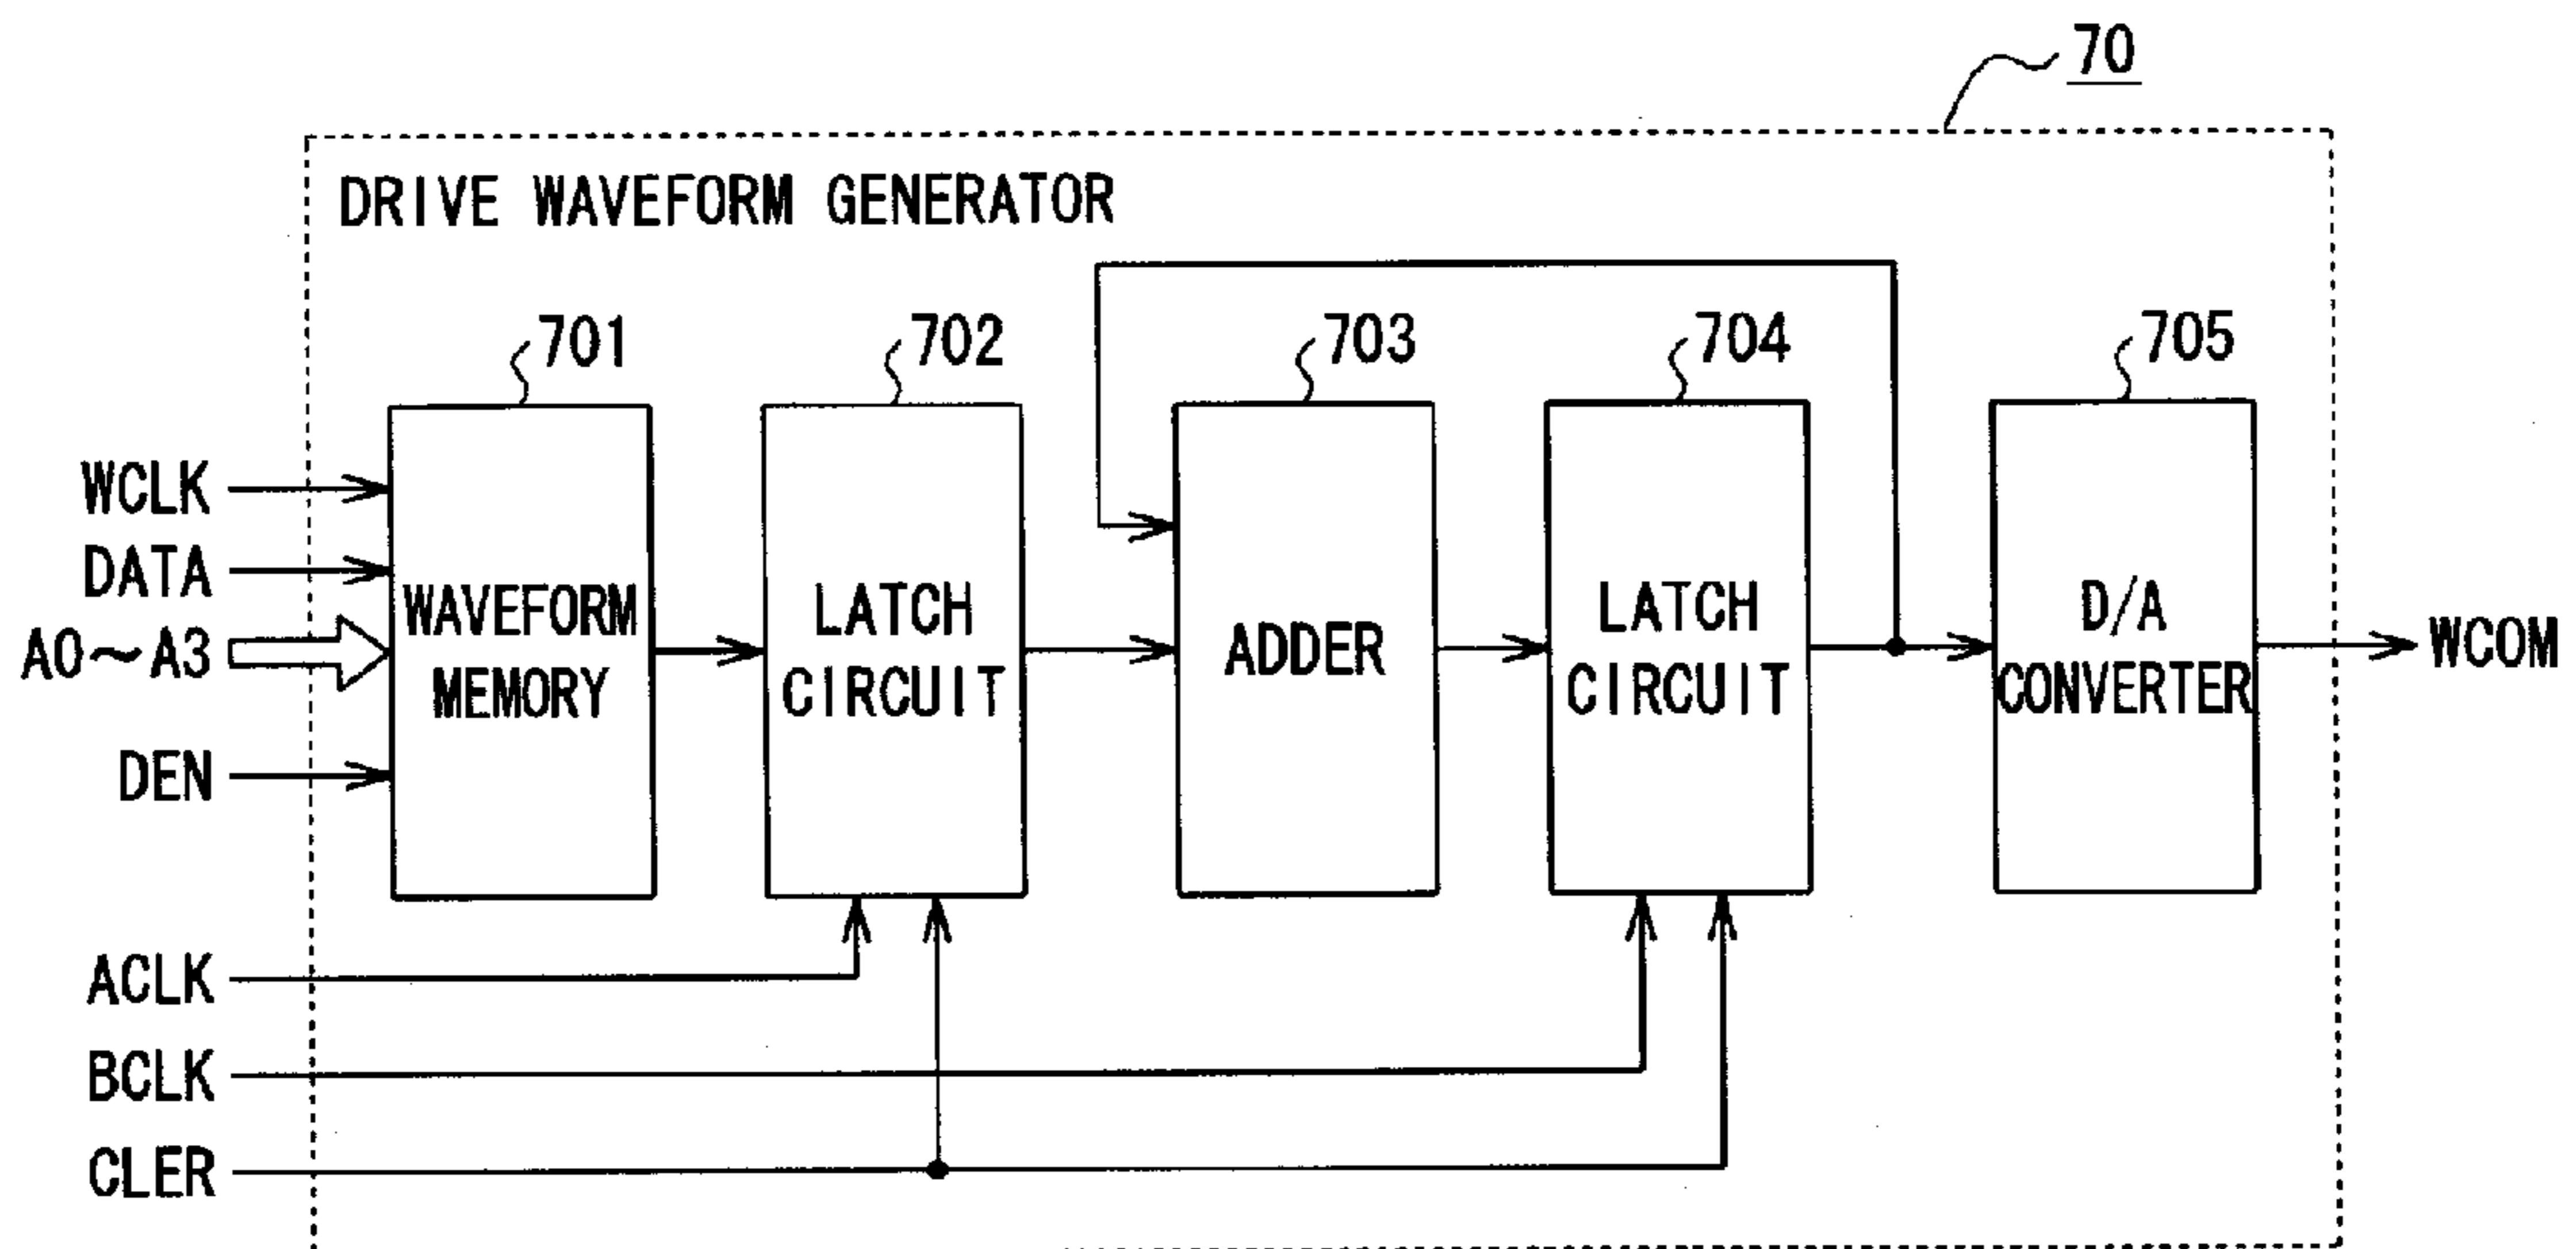 70
DRIVE WAVEFORM GENERATOR
701
702
703
704
705
WCLK
DATA
A0~A3
DEN
WAVEFORM
MEMORY
LATCH
CIRCUIT
ADDER
LATCH
CIRCUIT
D/A
CONVERTER
WCOM
ACLK
BCLK
CLER